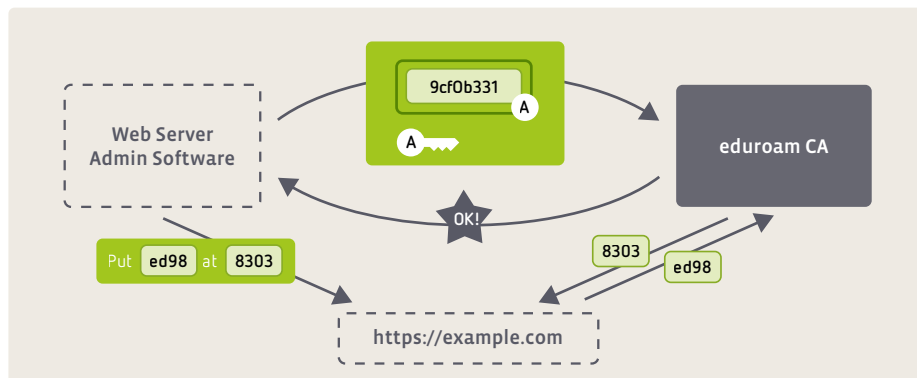 9cf0b331
A
A
Web Server
Admin Software
eduroam CA
OK!
Put ed98 at 8303
8303
ed98
https://example.com